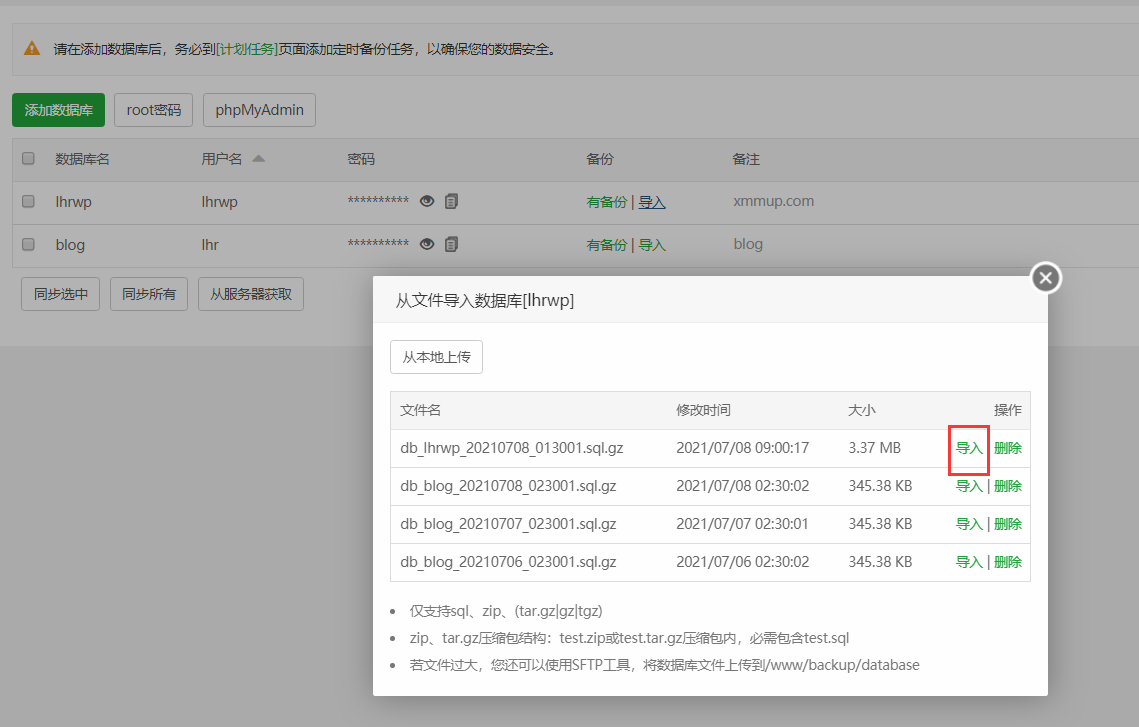 请在添加数据库后，务必到[计划任务]页面添加定时备份任务，以确保您的数据安全。
添加数据库 root密码 phpMyAdmin
数据库名 用户名 密码 备份 备注
lhrwp lhrwp ********** 有备份 | 导入 xmmup.com
blog lhr ********** 有备份 | 导入 blog
同步选中 同步所有 从服务器获取
从文件导入数据库[lhrwp]
从本地上传
文件名 修改时间 大小 操作
db_lhrwp_20210708_013001.sql.gz 2021/07/08 09:00:17 3.37 MB 导入 删除
db_blog_20210708_023001.sql.gz 2021/07/08 02:30:02 345.38 KB 导入 | 删除
db_blog_20210707_023001.sql.gz 2021/07/07 02:30:01 345.38 KB 导入 | 删除
db_blog_20210706_023001.sql.gz 2021/07/06 02:30:02 345.38 KB 导入 | 删除
仅支持sql、zip、(tar.gz|gz|tgz)
zip、tar.gz压缩包结构：test.zip或test.tar.gz压缩包内，必需包含test.sql
若文件过大，您还可以使用SFTP工具，将数据库文件上传到/www/backup/database